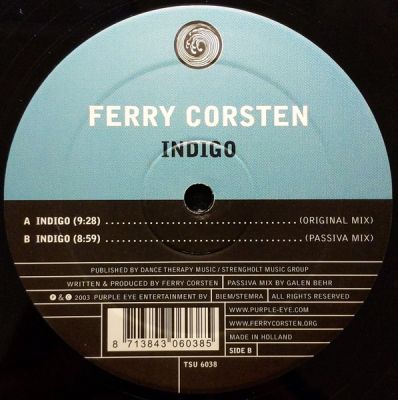 FERRY CORSTEN
INDIGO
A INDIGO (9:28) ........................................ (ORIGINAL MIX)
B INDIGO (8:59) ........................................ (PASSIVA MIX)
PUBLISHED BY DANCE THERAPY MUSIC / STRENGHOLT MUSIC GROUP
WRITTEN & PRODUCED BY FERRY CORSTEN PASSIVA MIX BY GALEN BEHR
℗ & © 2003 PURPLE EYE ENTERTAINMENT BV BIEM/STEMRA ALL RIGHTS RESERVED
WWW.PURPLE-EYE.COM
WWW.FERRYCORSTEN.ORG
MADE IN HOLLAND
SIDE B
8 713843 060385
TSU 6038